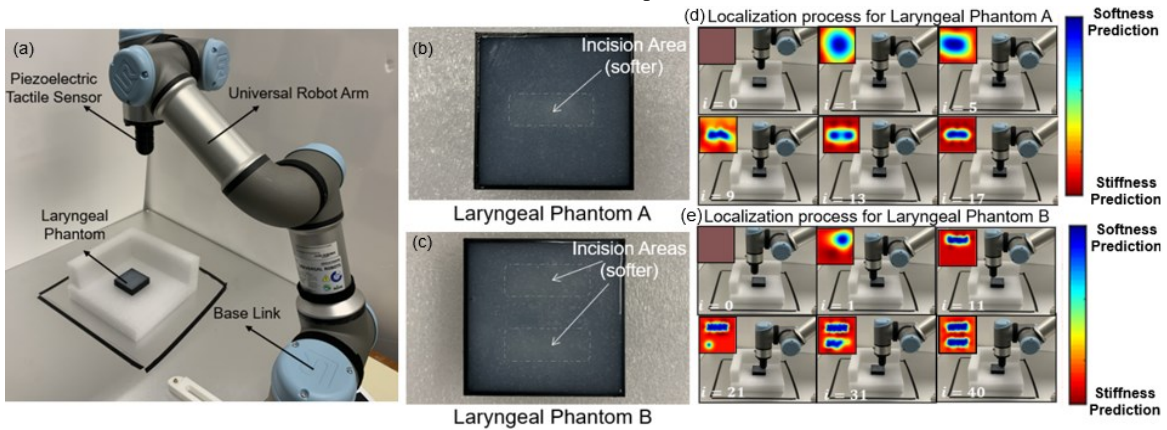 (a)
Piezoelectric
Tactile Sensor
Universal Robot Arm
Laryngeal
Phantom
Base Link
(b)
Incision Area
(softer)
Laryngeal Phantom A
(c)
Incision Areas
(softer)
Laryngeal Phantom B
(d) Localization process for Laryngeal Phantom A
i = 0
i = 1
i = 5
i = 9
i = 13
i = 17
Softness
Prediction
Stiffness
Prediction
(e) Localization process for Laryngeal Phantom B
i = 0
i = 1
i = 11
i = 21
i = 31
i = 40
Softness
Prediction
Stiffness
Prediction